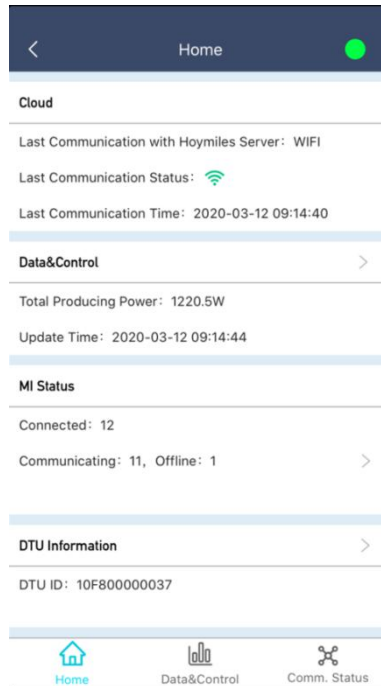 Home
Cloud
Last Communication with Hoymiles Server: WIFI
Last Communication Status:
Last Communication Time: 2020-03-12 09:14:40
Data&Control
Total Producing Power: 1220.5W
Update Time: 2020-03-12 09:14:44
MI Status
Connected: 12
Communicating: 11, Offline: 1
DTU Information
DTU ID: 10F800000037
Home
Data&Control
Comm. Status